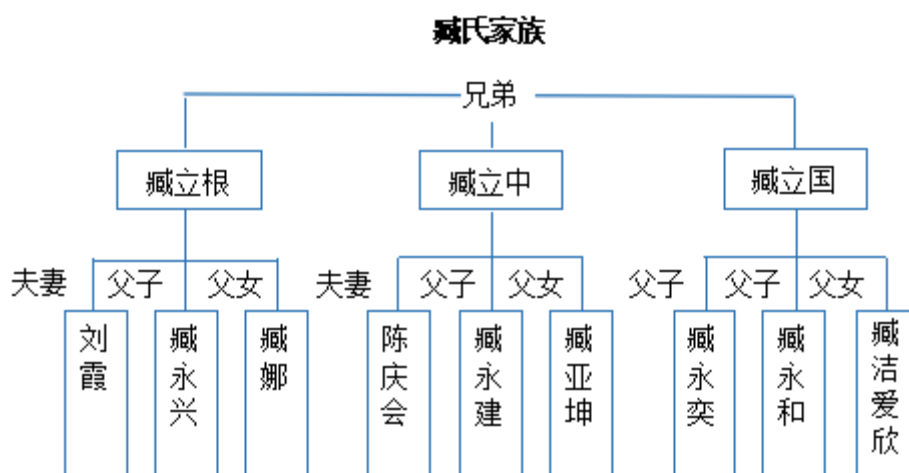 臧氏家族
兄弟
臧立根
臧立中
臧立国
夫妻
父子
父女
夫妻
父子
父女
父子
父子
父女
刘霞
臧永兴
臧娜
陈庆会
臧永建
臧亚坤
臧永奕
臧永和
臧洁爱欣